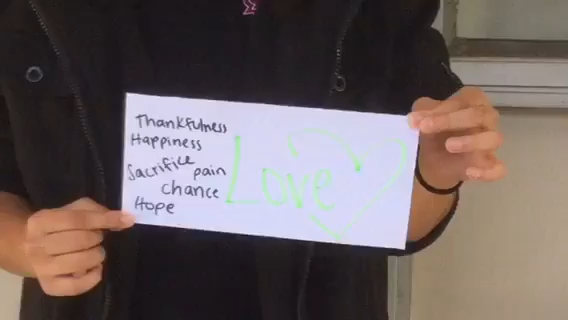 Thankfulness
Happiness
Sacrifice pain
chance
Hope
Love